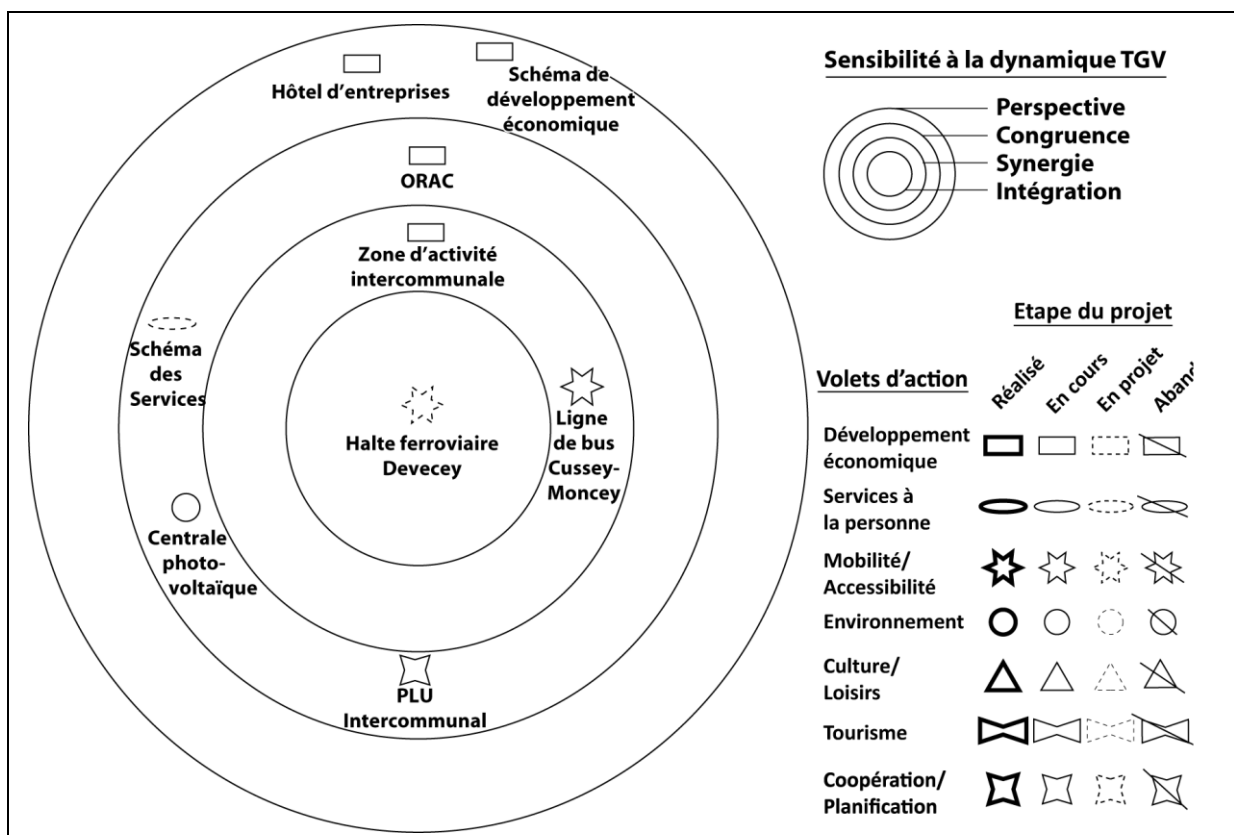 Hôtel d'entreprises
Schéma de
développement
économique
ORAC
Zone d'activité
intercommunale
Schéma
des
Services
Halte ferroviaire
Devecey
Ligne
de bus
Cussey-
Moncey
Centrale
photo-
voltaïque
PLU
Intercommunal
Sensibilité à la dynamique TGV
Perspective
Congruence
Synergie
Intégration
Etape du projet
Volets d'action
Réalisé
En cours
En projet
Développement
économique
Services à
la personne
Mobilité/
Accessibilité
Environnement
Culture/
Loisirs
Tourisme
Coopération/
Planification